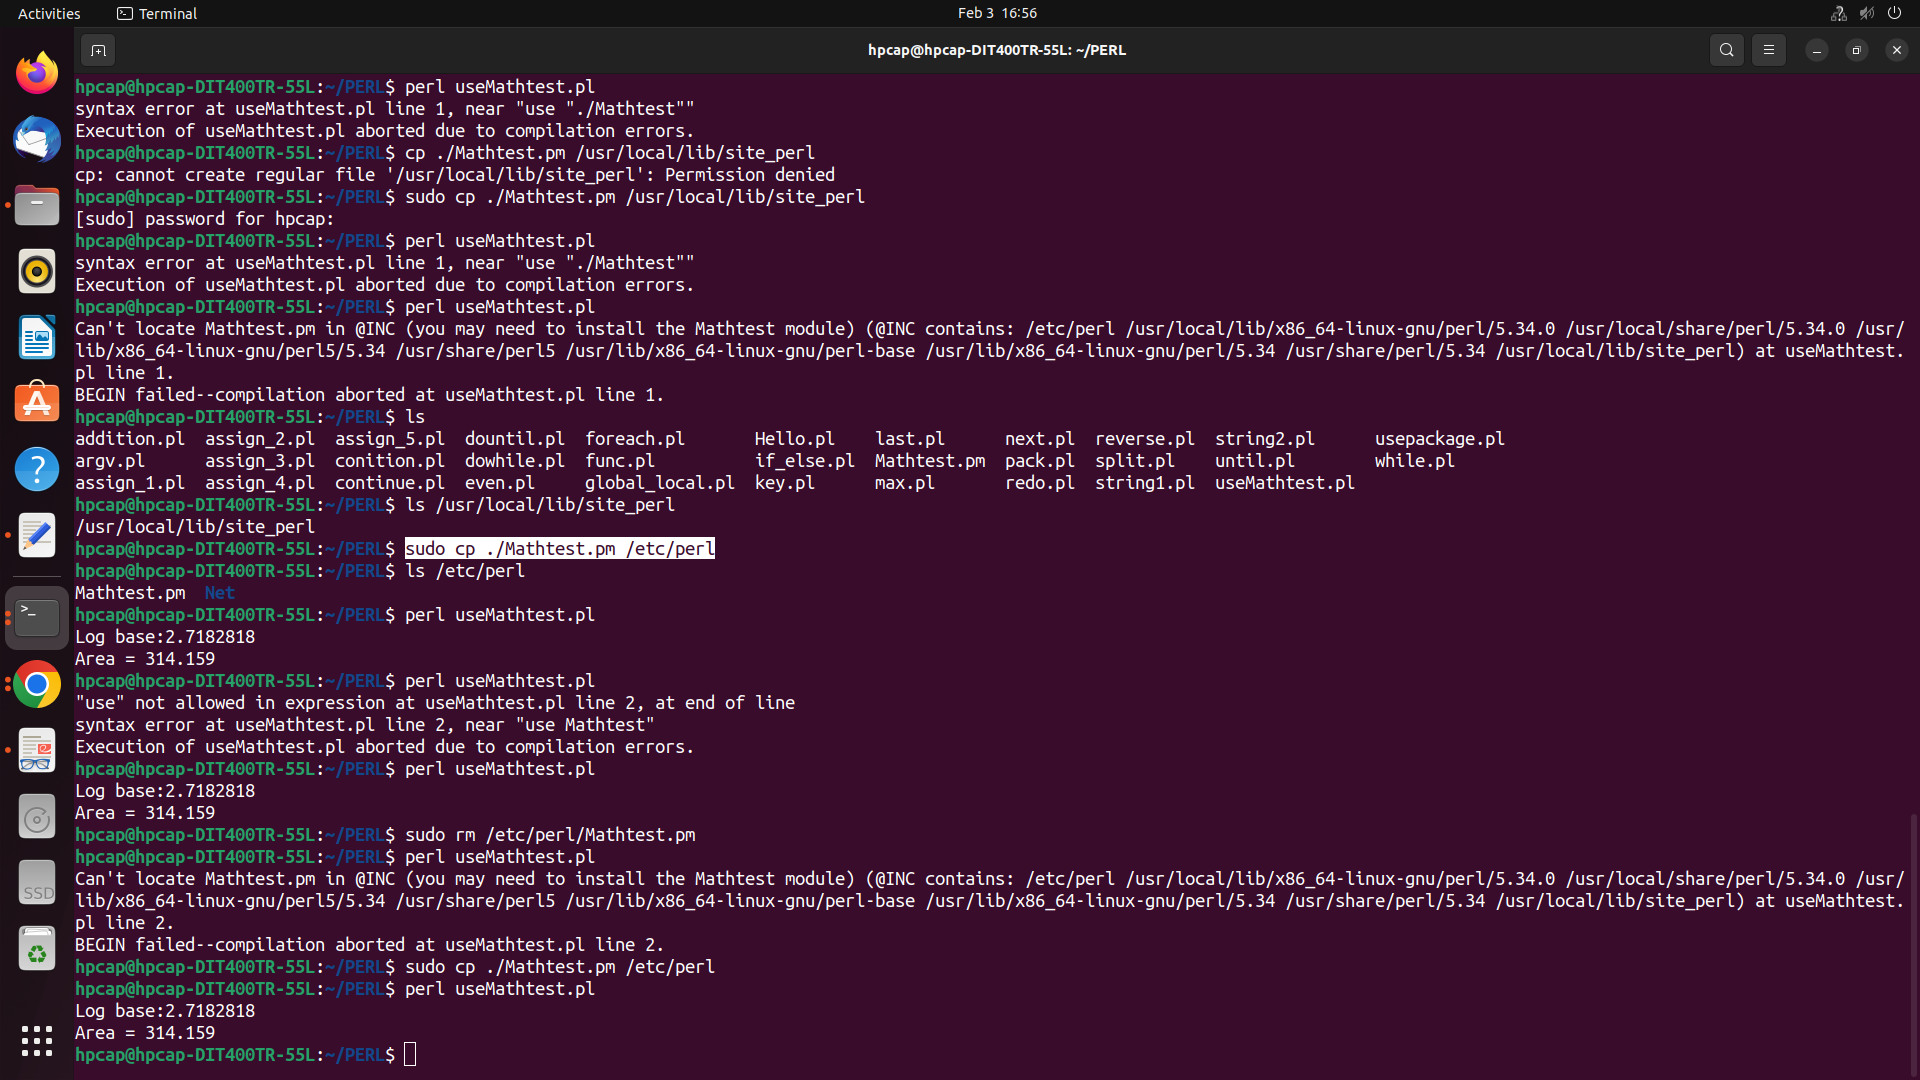 Activities
Terminal
Feb 3 16:56
hpcap@hpcap-DIT400TR-55L: ~/PERL
hpcap@hpcap-DIT400TR-55L:~/PERL$ perl useMathtest.pl
syntax error at useMathtest.pl line 1, near "use "./Mathtest""
Execution of useMathtest.pl aborted due to compilation errors.
hpcap@hpcap-DIT400TR-55L:~/PERL$ cp ./Mathtest.pm /usr/local/lib/site_perl
cp: cannot create regular file '/usr/local/lib/site_perl': Permission denied
hpcap@hpcap-DIT400TR-55L:~/PERL$ sudo cp ./Mathtest.pm /usr/local/lib/site_perl
[sudo] password for hpcap:
hpcap@hpcap-DIT400TR-55L:~/PERL$ perl useMathtest.pl
syntax error at useMathtest.pl line 1, near "use "./Mathtest""
Execution of useMathtest.pl aborted due to compilation errors.
hpcap@hpcap-DIT400TR-55L:~/PERL$ perl useMathtest.pl
Can't locate Mathtest.pm in @INC (you may need to install the Mathtest module) (@INC contains: /etc/perl /usr/local/lib/x86_64-linux-gnu/perl/5.34.0 /usr/local/share/perl/5.34.0 /usr/
lib/x86_64-linux-gnu/perl5/5.34 /usr/share/perl5 /usr/lib/x86_64-linux-gnu/perl-base /usr/lib/x86_64-linux-gnu/perl/5.34 /usr/share/perl/5.34 /usr/local/lib/site_perl) at useMathtest.
pl line 1.
BEGIN failed--compilation aborted at useMathtest.pl line 1.
hpcap@hpcap-DIT400TR-55L:~/PERL$ ls
addition.pl  assign_2.pl  assign_5.pl  dountil.pl  foreach.pl       Hello.pl    last.pl      next.pl  reverse.pl  string2.pl      usepackage.pl
argv.pl      assign_3.pl  conition.pl  dowhile.pl  func.pl          if_else.pl  Mathtest.pm  pack.pl  split.pl    until.pl        while.pl
assign_1.pl  assign_4.pl  continue.pl  even.pl     global_local.pl  key.pl      max.pl       redo.pl  string1.pl  useMathtest.pl
hpcap@hpcap-DIT400TR-55L:~/PERL$ ls /usr/local/lib/site_perl
/usr/local/lib/site_perl
hpcap@hpcap-DIT400TR-55L:~/PERL$ sudo cp ./Mathtest.pm /etc/perl
hpcap@hpcap-DIT400TR-55L:~/PERL$ ls /etc/perl
Mathtest.pm  Net
hpcap@hpcap-DIT400TR-55L:~/PERL$ perl useMathtest.pl
Log base:2.7182818
Area = 314.159
hpcap@hpcap-DIT400TR-55L:~/PERL$ perl useMathtest.pl
"use" not allowed in expression at useMathtest.pl line 2, at end of line
syntax error at useMathtest.pl line 2, near "use Mathtest"
Execution of useMathtest.pl aborted due to compilation errors.
hpcap@hpcap-DIT400TR-55L:~/PERL$ perl useMathtest.pl
Log base:2.7182818
Area = 314.159
hpcap@hpcap-DIT400TR-55L:~/PERL$ sudo rm /etc/perl/Mathtest.pm
hpcap@hpcap-DIT400TR-55L:~/PERL$ perl useMathtest.pl
Can't locate Mathtest.pm in @INC (you may need to install the Mathtest module) (@INC contains: /etc/perl /usr/local/lib/x86_64-linux-gnu/perl/5.34.0 /usr/local/share/perl/5.34.0 /usr/
lib/x86_64-linux-gnu/perl5/5.34 /usr/share/perl5 /usr/lib/x86_64-linux-gnu/perl-base /usr/lib/x86_64-linux-gnu/perl/5.34 /usr/share/perl/5.34 /usr/local/lib/site_perl) at useMathtest.
pl line 2.
BEGIN failed--compilation aborted at useMathtest.pl line 2.
hpcap@hpcap-DIT400TR-55L:~/PERL$ sudo cp ./Mathtest.pm /etc/perl
hpcap@hpcap-DIT400TR-55L:~/PERL$ perl useMathtest.pl
Log base:2.7182818
Area = 314.159
hpcap@hpcap-DIT400TR-55L:~/PERL$
SSD